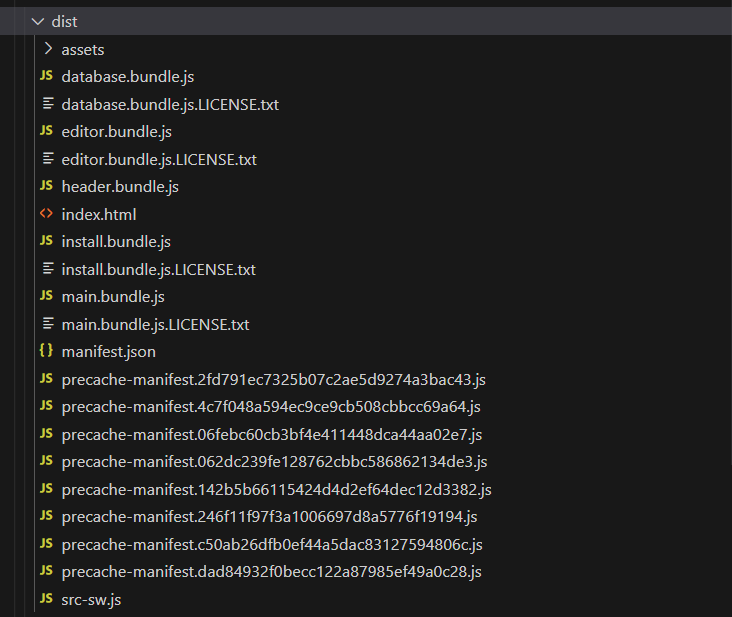 dist
assets
JS database.bundle.js
database.bundle.js.LICENSE.txt
JS editor.bundle.js
editor.bundle.js.LICENSE.txt
JS header.bundle.js
<> index.html
JS install.bundle.js
install.bundle.js.LICENSE.txt
JS main.bundle.js
main.bundle.js.LICENSE.txt
{} manifest.json
JS precache-manifest.2fd791ec7325b07c2ae5d9274a3bac43.js
JS precache-manifest.4c7f048a594ec9ce9cb508cbbcc69a64.js
JS precache-manifest.06febc60cb3bf4e411448dca44aa02e7.js
JS precache-manifest.062dc239fe128762cbbc586862134de3.js
JS precache-manifest.142b5b66115424d4d2ef64dec12d3382.js
JS precache-manifest.246f11f97f3a1006697d8a5776f19194.js
JS precache-manifest.c50ab26dfb0ef44a5dac83127594806c.js
JS precache-manifest.dad84932f0becc122a87985ef49a0c28.js
JS src-sw.js